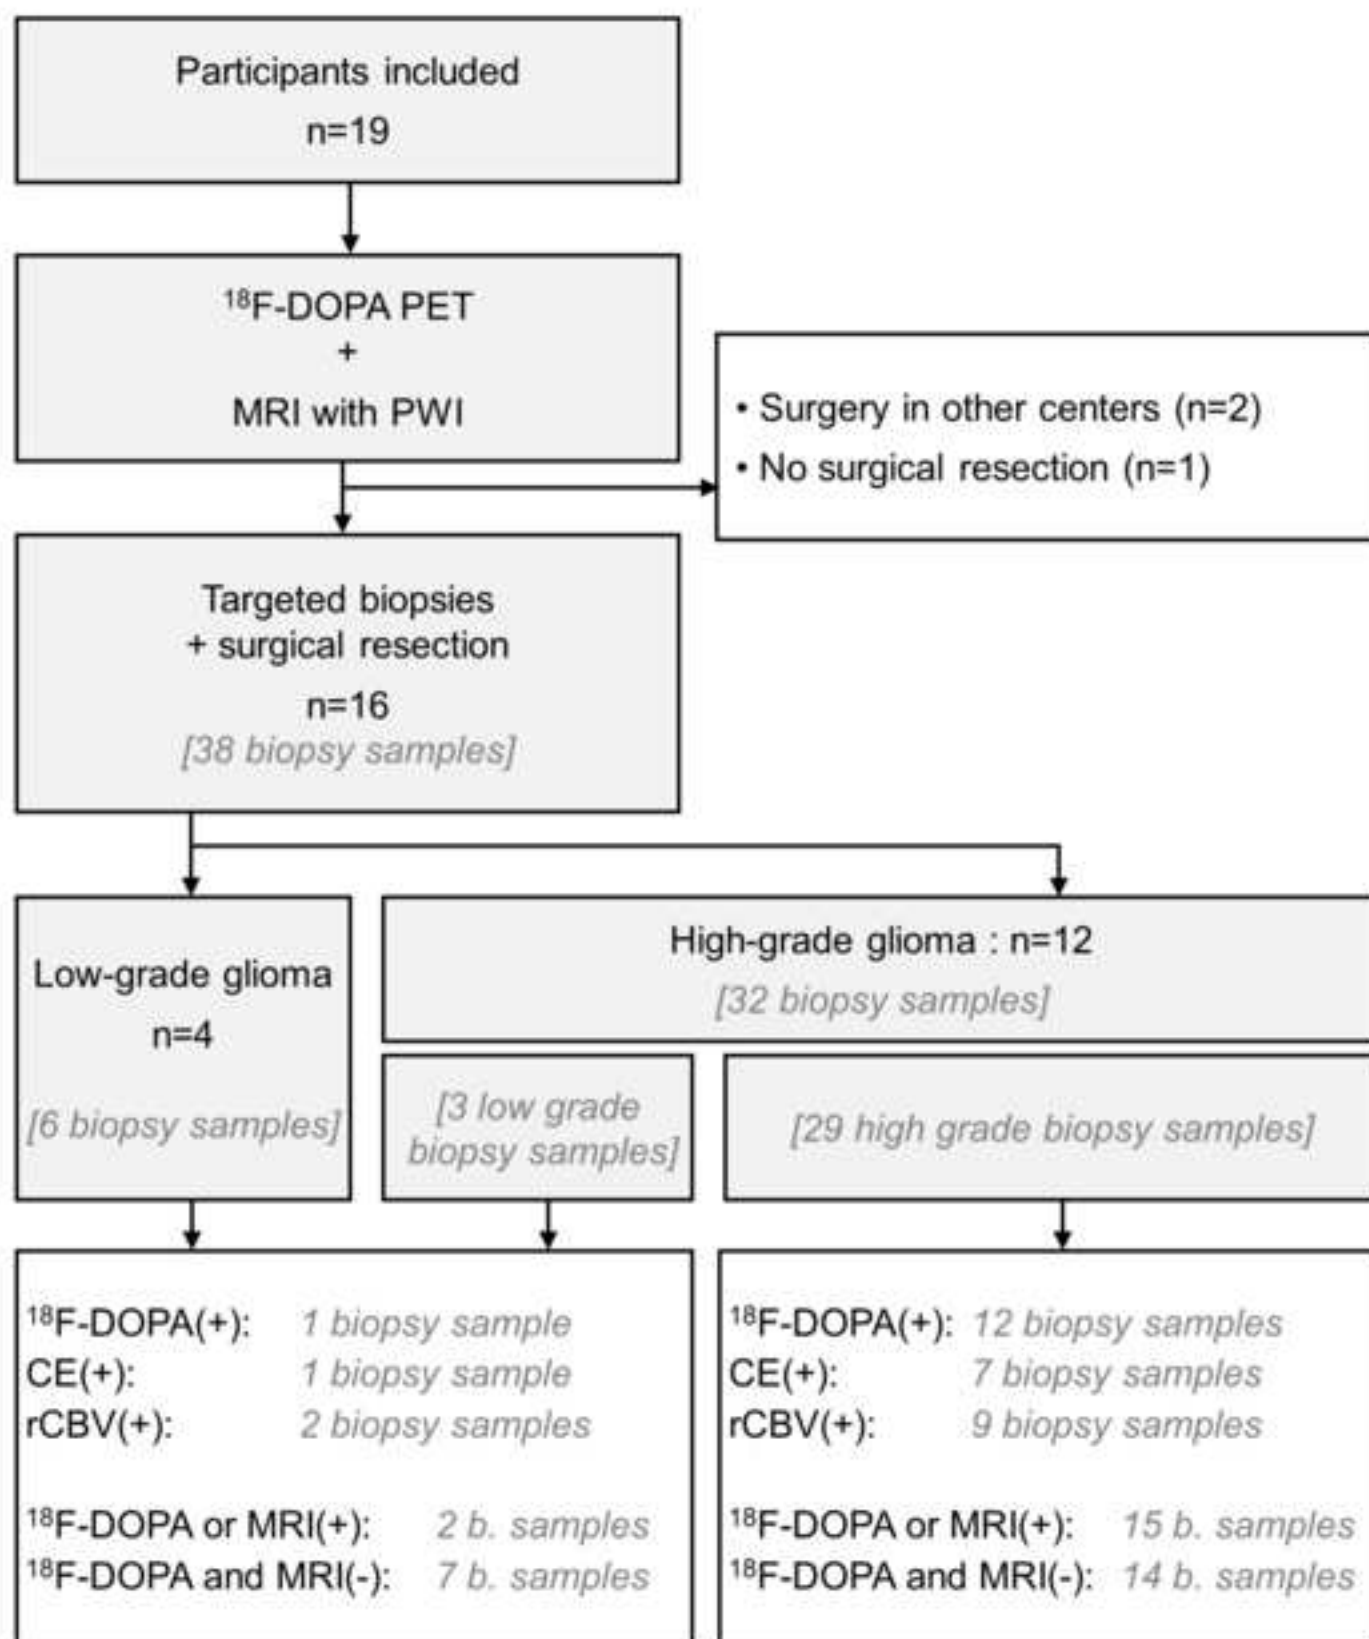 Participants included
n=19
¹⁸F-DOPA PET
+
MRI with PWI
• Surgery in other centers (n=2)
• No surgical resection (n=1)
Targeted biopsies
+ surgical resection
n=16
[38 biopsy samples]
Low-grade glioma
n=4
[6 biopsy samples]
High-grade glioma : n=12
[32 biopsy samples]
[3 low grade
biopsy samples]
[29 high grade biopsy samples]
¹⁸F-DOPA(+): 1 biopsy sample
CE(+): 1 biopsy sample
rCBV(+): 2 biopsy samples
¹⁸F-DOPA or MRI(+): 2 b. samples
¹⁸F-DOPA and MRI(-): 7 b. samples
¹⁸F-DOPA(+): 12 biopsy samples
CE(+): 7 biopsy samples
rCBV(+): 9 biopsy samples
¹⁸F-DOPA or MRI(+): 15 b. samples
¹⁸F-DOPA and MRI(-): 14 b. samples